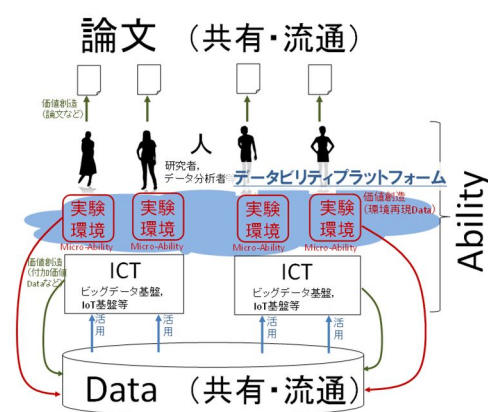 論文 （共有・流通）
価値創造
（論文など）
人
研究者，
データ分析者
データビリティプラットフォーム
実験
環境
Micro-Ability
実験
環境
Micro-Ability
実験
環境
Micro-Ability
実験
環境
Micro-Ability
価値創造
（環境再現Data）
Ability
価値創造
（付加価値
Dataなど）
ICT
ビッグデータ基盤，
IoT基盤等
ICT
ビッグデータ基盤，
IoT基盤等
活用
活用
活用
活用
Data （共有・流通）